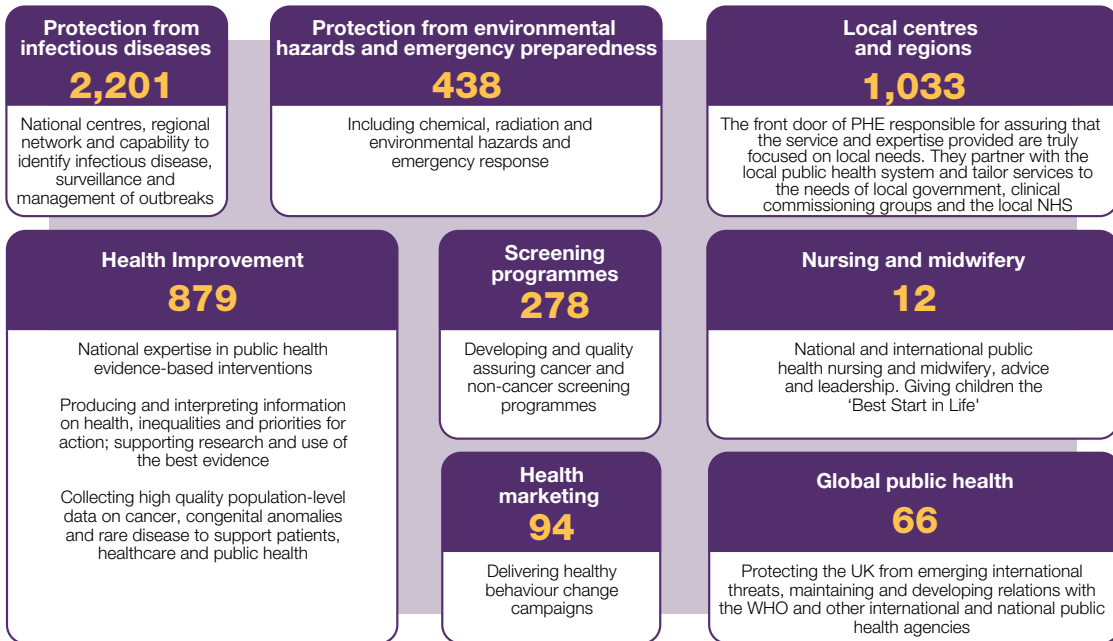 Protection from
infectious diseases
2,201
National centres, regional
network and capability to
identify infectious disease,
surveillance and
management of outbreaks
Protection from environmental
hazards and emergency preparedness
438
Including chemical, radiation and
environmental hazards and
emergency response
Local centres
and regions
1,033
The front door of PHE responsible for assuring that
the service and expertise provided are truly
focused on local needs. They partner with the
local public health system and tailor services to
the needs of local government, clinical
commissioning groups and the local NHS
Health Improvement
879
National expertise in public health
evidence-based interventions
Producing and interpreting information
on health, inequalities and priorities for
action; supporting research and use of
the best evidence
Collecting high quality population-level
data on cancer, congenital anomalies
and rare disease to support patients,
healthcare and public health
Screening
programmes
278
Developing and quality
assuring cancer and
non-cancer screening
programmes
Nursing and midwifery
12
National and international public
health nursing and midwifery, advice
and leadership. Giving children the
‘Best Start in Life'
Health
marketing
94
Delivering healthy
behaviour change
campaigns
Global public health
66
Protecting the UK from emerging international
threats, maintaining and developing relations with
the WHO and other international and national public
health agencies